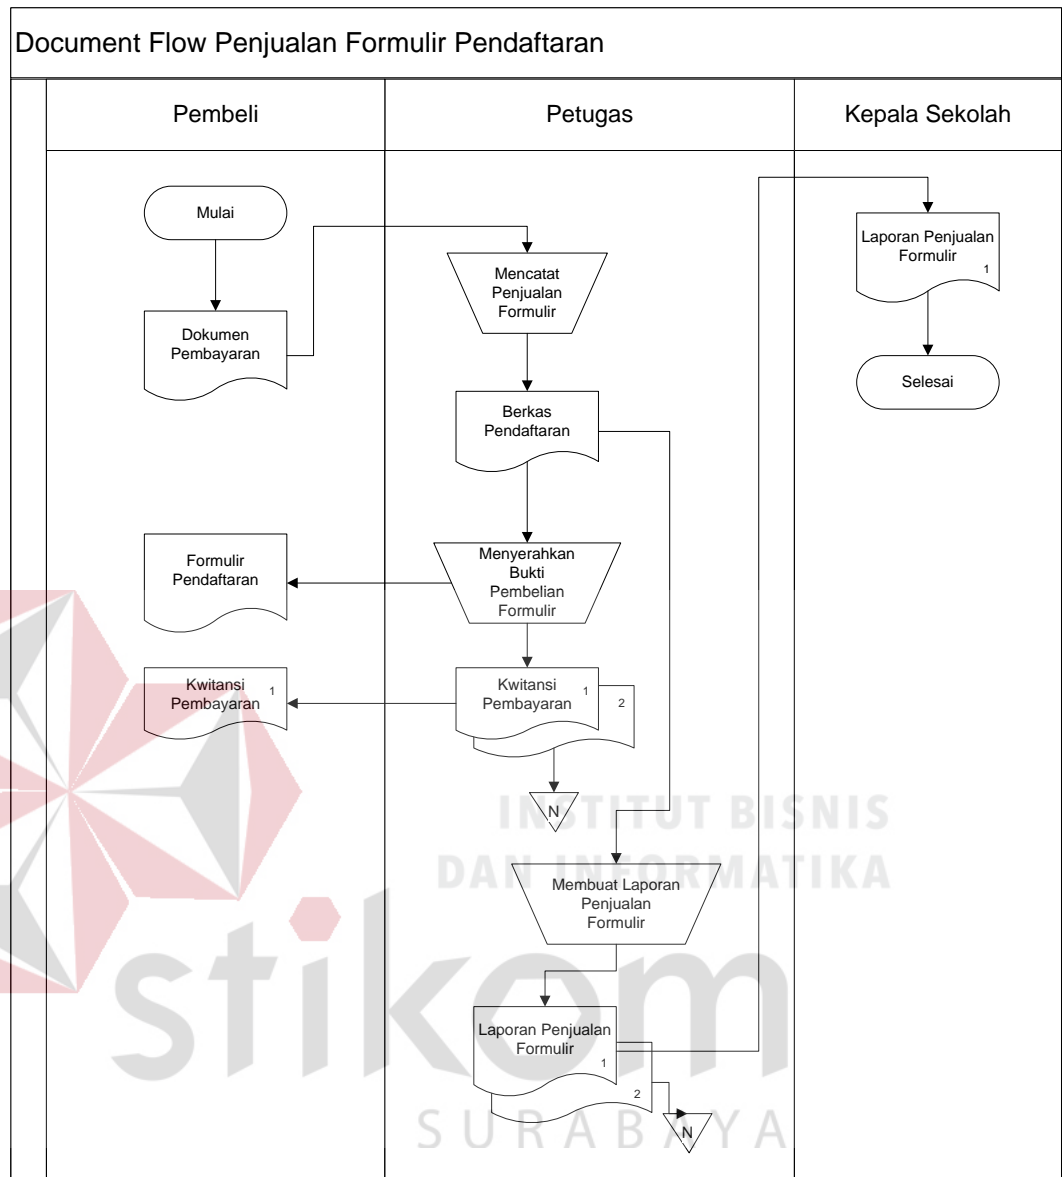 Document Flow Penjualan Formulir Pendaftaran
Pembeli
Petugas
Kepala Sekolah
Mulai
Dokumen
Pembayaran
Formulir
Pendaftaran
Kwitansi
Pembayaran
1
Mencatat
Penjualan
Formulir
Berkas
Pendaftaran
Menyerahkan
Bukti
Pembelian
Formulir
Kwitansi
Pembayaran
1
2
N
Membuat Laporan
Penjualan
Formulir
Laporan Penjualan
Formulir
1
2
N
Laporan Penjualan
Formulir
1
Selesai
INSTITUT BISNIS
DAN INFORMATIKA
stikom
SURABAYA